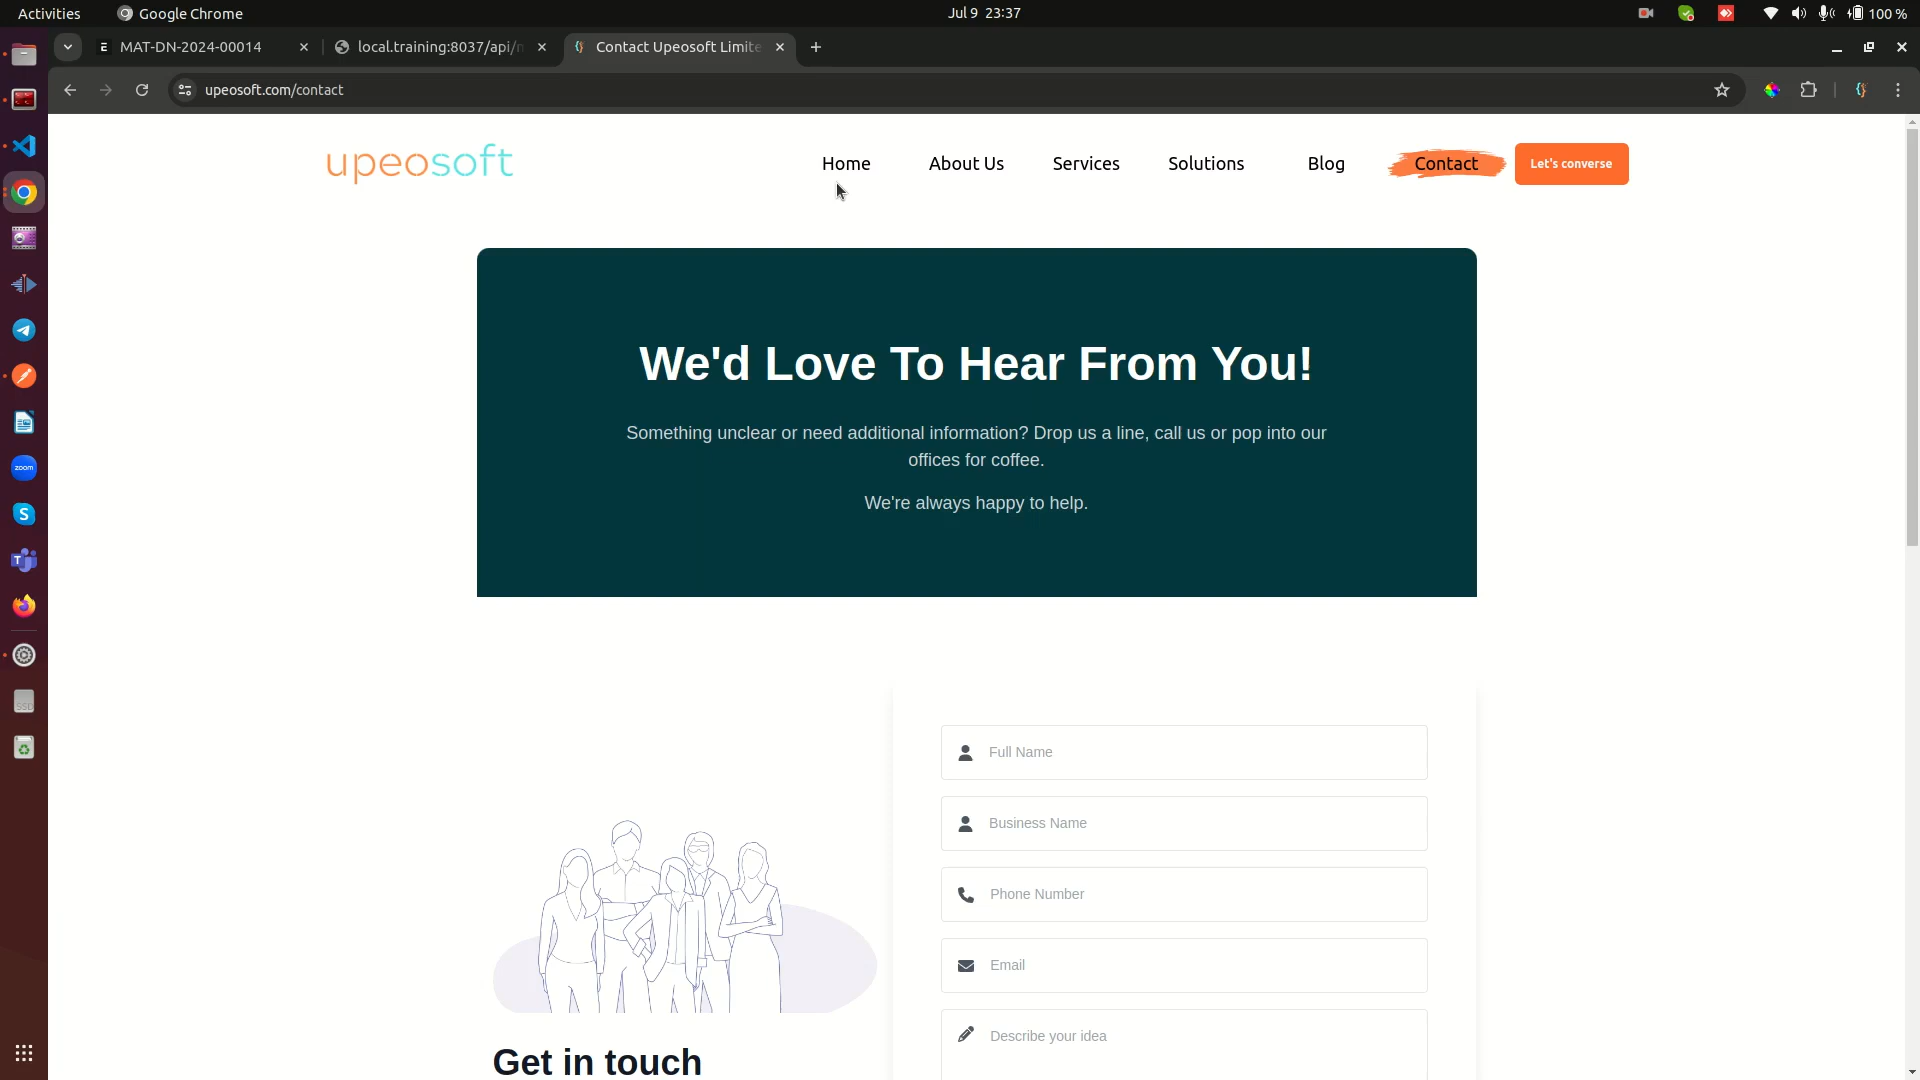 Activities
Google Chrome
Jul 9 23:37
100 %
MAT-DN-2024-00014
local.training:8037/api/
Contact Upeosoft Limite
upeosoft.com/contact
upeosoft
Home
About Us
Services
Solutions
Blog
Contact
Let's converse
We'd Love To Hear From You!
Something unclear or need additional information? Drop us a line, call us or pop into our
offices for coffee.
We're always happy to help.
Full Name
Business Name
Phone Number
Email
Describe your idea
Get in touch
zoom
SSD